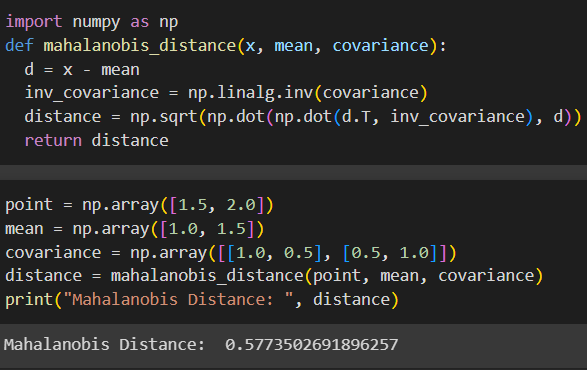 import numpy as np
def mahalanobis_distance(x, mean, covariance):
  d = x - mean
  inv_covariance = np.linalg.inv(covariance)
  distance = np.sqrt(np.dot(np.dot(d.T, inv_covariance), d))
  return distance
point = np.array([1.5, 2.0])
mean = np.array([1.0, 1.5])
covariance = np.array([[1.0, 0.5], [0.5, 1.0]])
distance = mahalanobis_distance(point, mean, covariance)
print("Mahalanobis Distance: ", distance)
Mahalanobis Distance:  0.5773502691896257